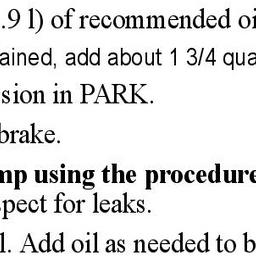 .9 l) of recommended oi
ained, add about 1 3/4 qua
sion in PARK.
brake.
mp using the procedure
pect for leaks.
l. Add oil as needed to b